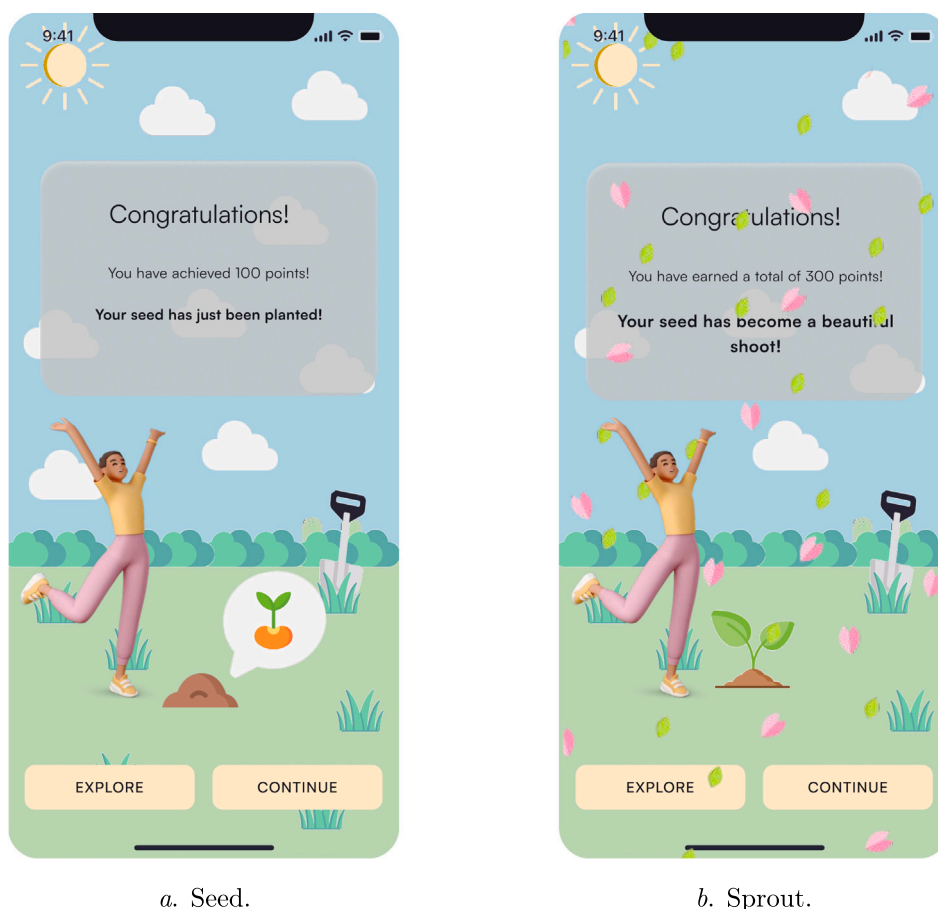 9:41
Congratulations!
You have achieved 100 points!
Your seed has just been planted!
EXPLORE CONTINUE
a. Seed.
9:41
Congratulations!
You have earned a total of 300 points!
Your seed has become a beautiful
shoot!
EXPLORE CONTINUE
b. Sprout.